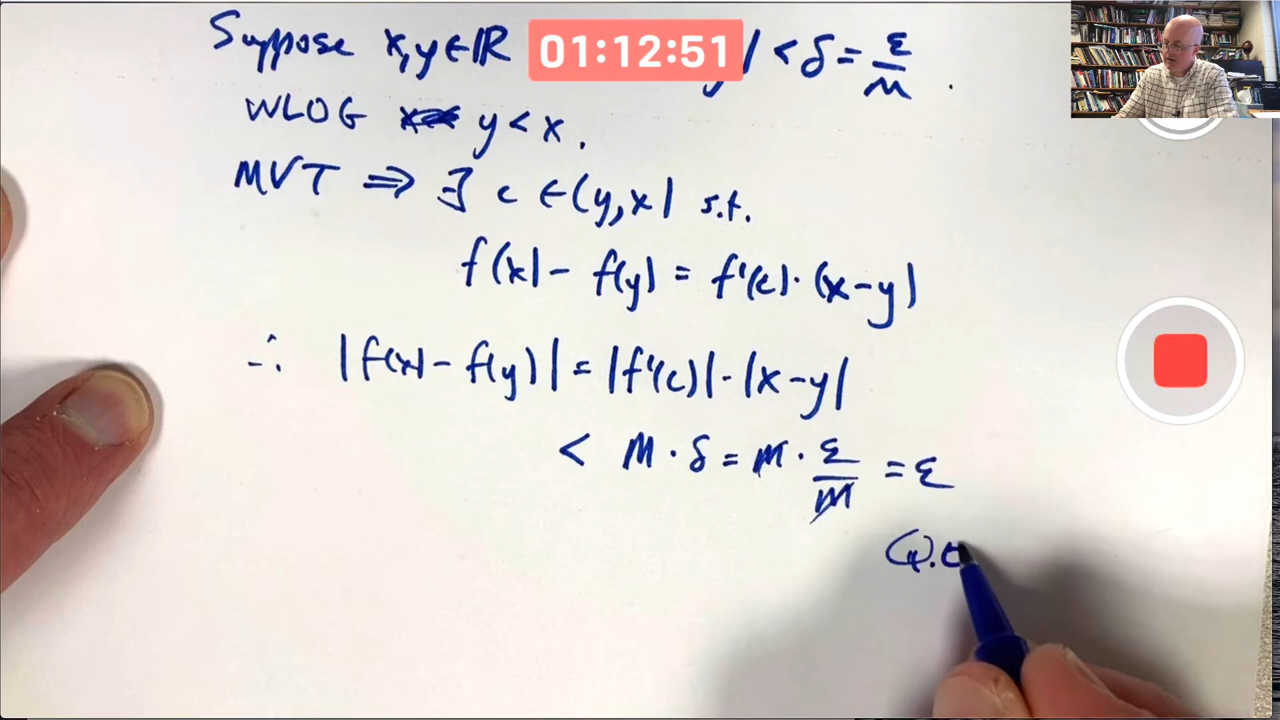 Suppose x,y∈ℝ 01:12:51 y| < δ = ε/M .
WLOG y < x.
MVT ⇒ ∃ c ∈ (y,x) s.t.
f(x) - f(y) = f'(c)·(x-y)
∴ |f(x) - f(y)| = |f'(c)|·|x-y|
< M·δ = M·ε/M = ε
Q.E